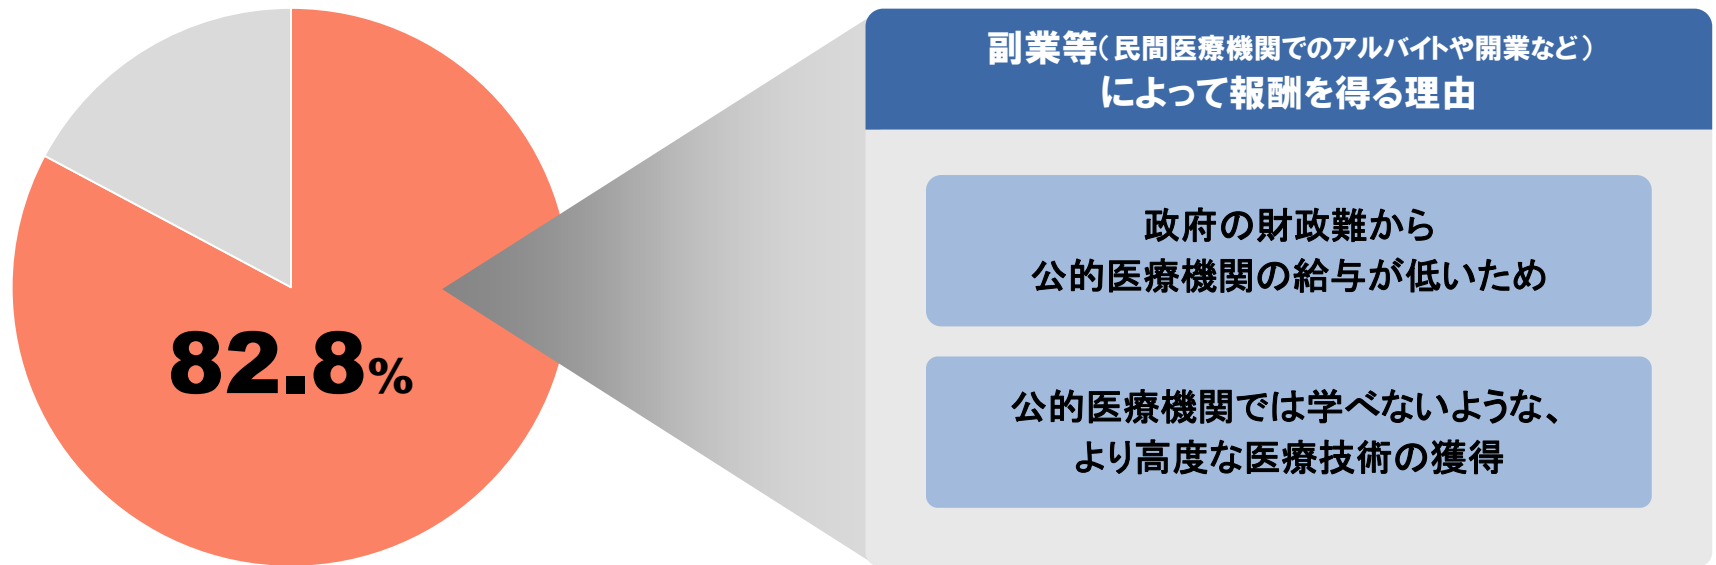 82.8%
副業等(民間医療機関でのアルバイトや開業など)
によって報酬を得る理由
政府の財政難から
公的医療機関の給与が低いため
公的医療機関では学べないような、
より高度な医療技術の獲得